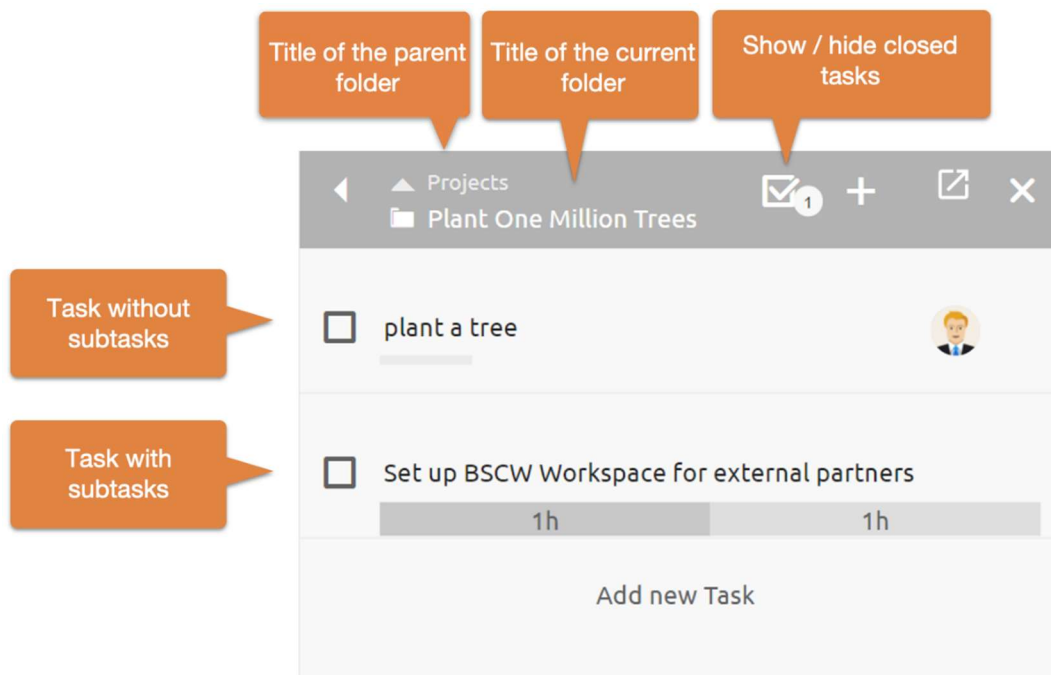 Title of the parent
folder
Title of the current
folder
Show / hide closed
tasks
Projects
Plant One Million Trees
1
Task without
subtasks
plant a tree
Task with
subtasks
Set up BSCW Workspace for external partners
1h 1h
Add new Task